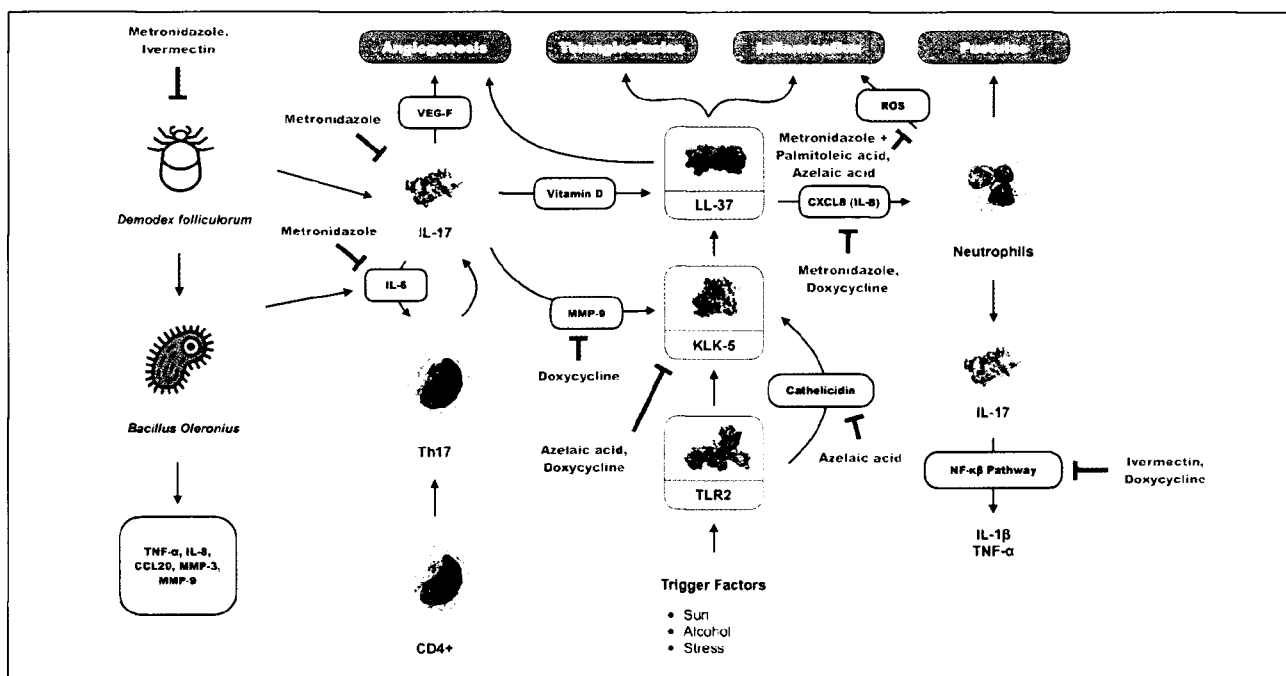 Metronidazole,
Ivermectin
Angiogenesis
Pustules
VEG-F
ROS
Metronidazole
Metronidazole +
Palmitoleic acid,
Azelaic acid
Demodex folliculorum
IL-17
Vitamin D
LL-37
CXCL8 (IL-8)
Neutrophils
Metronidazole
IL-6
Metronidazole,
Doxycycline
MMP-9
KLK-5
Doxycycline
Cathelicidin
IL-17
Bacillus Oleronius
Th17
Azelaic acid,
Doxycycline
TLR2
Azelaic acid
NF-κβ Pathway
Ivermectin,
Doxycycline
IL-1β
TNF-α
TNF-α, IL-8,
CCL20, MMP-3,
MMP-9
Trigger Factors
• Sun
• Alcohol
• Stress
CD4+